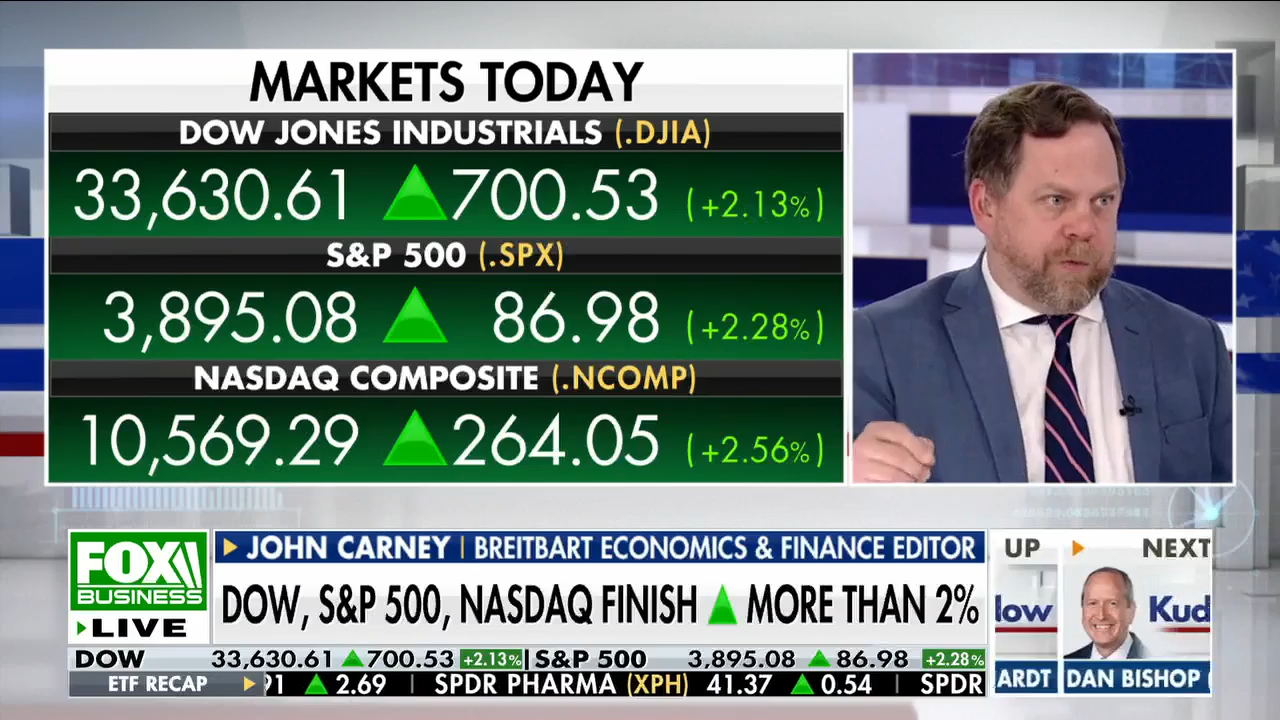 MARKETS TODAY
DOW JONES INDUSTRIALS (.DJIA)
33,630.61 ▲ 700.53 (+2.13%)
S&P 500 (.SPX)
3,895.08 ▲ 86.98 (+2.28%)
NASDAQ COMPOSITE (.NCOMP)
10,569.29 ▲ 264.05 (+2.56%)
FOX BUSINESS
LIVE
JOHN CARNEY | BREITBART ECONOMICS & FINANCE EDITOR
DOW, S&P 500, NASDAQ FINISH ▲ MORE THAN 2%
UP NEXT
low Kud
ARDT DAN BISHOP
DOW 33,630.61 ▲ 700.53 +2.13% | S&P 500 3,895.08 ▲ 86.98 +2.28%
ETF RECAP 91 ▲ 2.69 | SPDR PHARMA (XPH) 41.37 ▲ 0.54 | SPDR